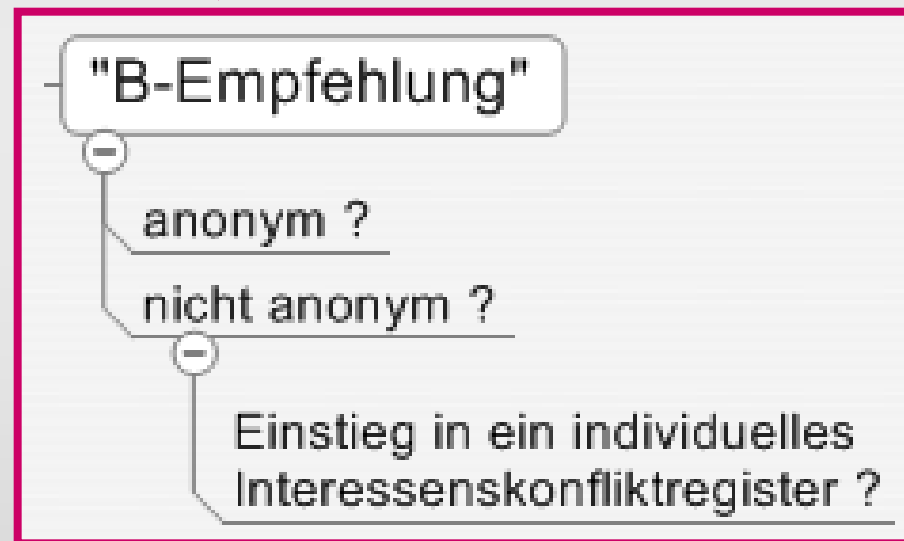 "B-Empfehlung"
anonym ?
nicht anonym ?
Einstieg in ein individuelles
Interessenskonfliktregister ?